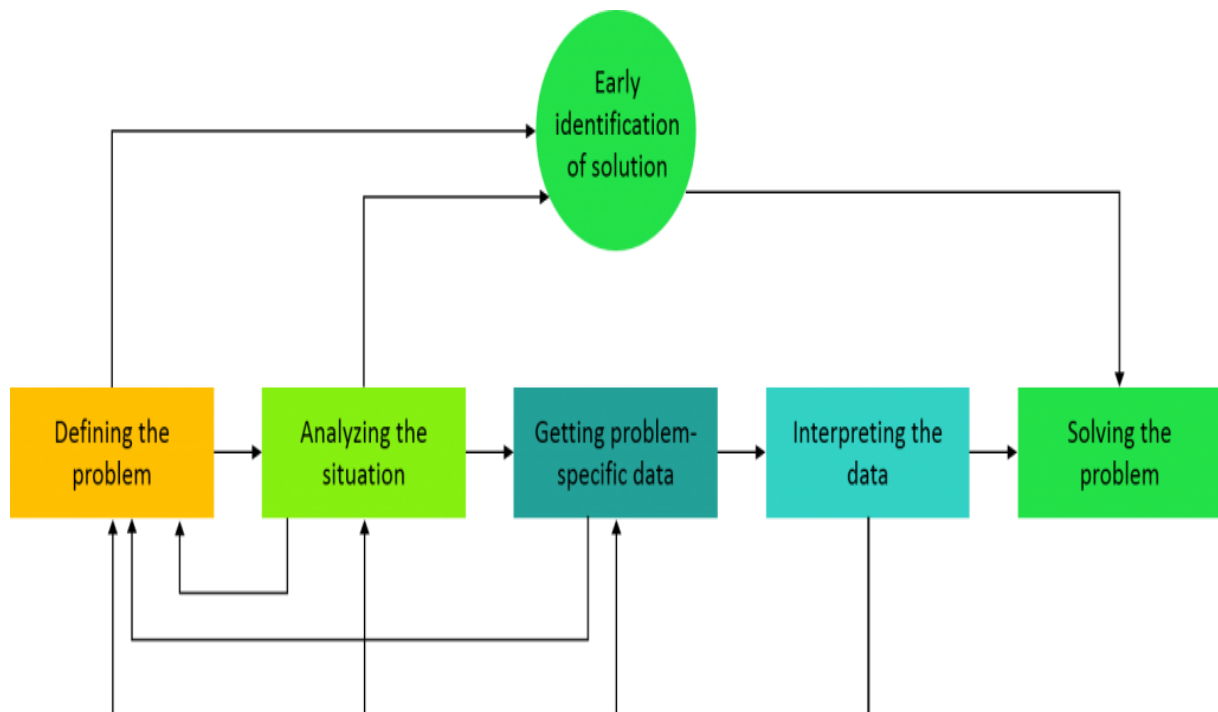 Early
identification
of solution
Defining the
problem
Analyzing the
situation
Getting problem-
specific data
Interpreting the
data
Solving the
problem